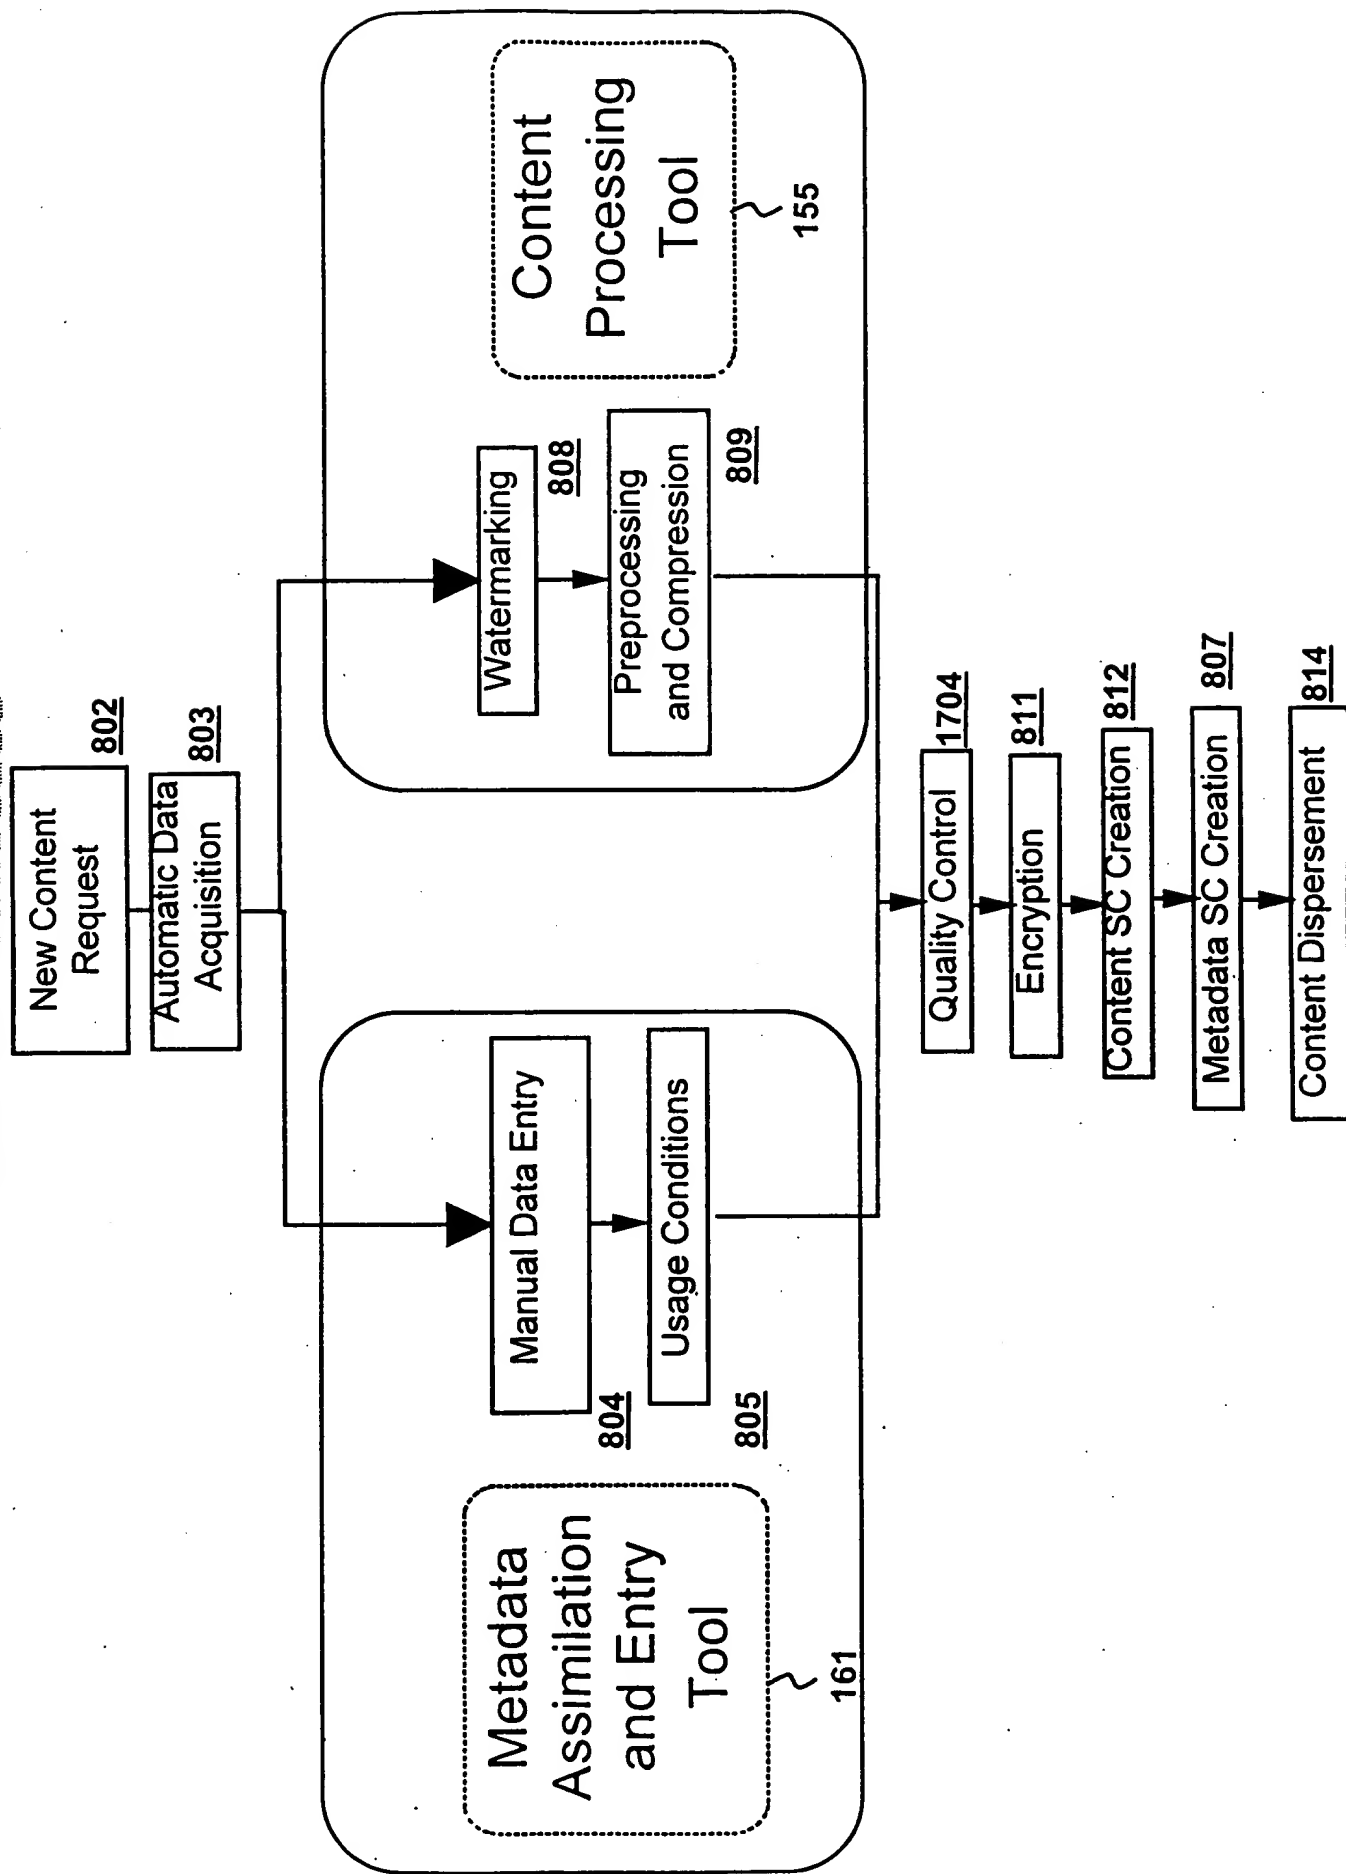 New Content
Request
802
Automatic Data
Acquisition
803
Metadata
Assimilation
and Entry
Tool
161
Manual Data Entry
804
Usage Conditions
805
Watermarking
808
Preprocessing
and Compression
809
Content
Processing
Tool
155
Quality Control
1704
Encryption
811
Content SC Creation
812
Metadata SC Creation
807
Content Dispersement
814